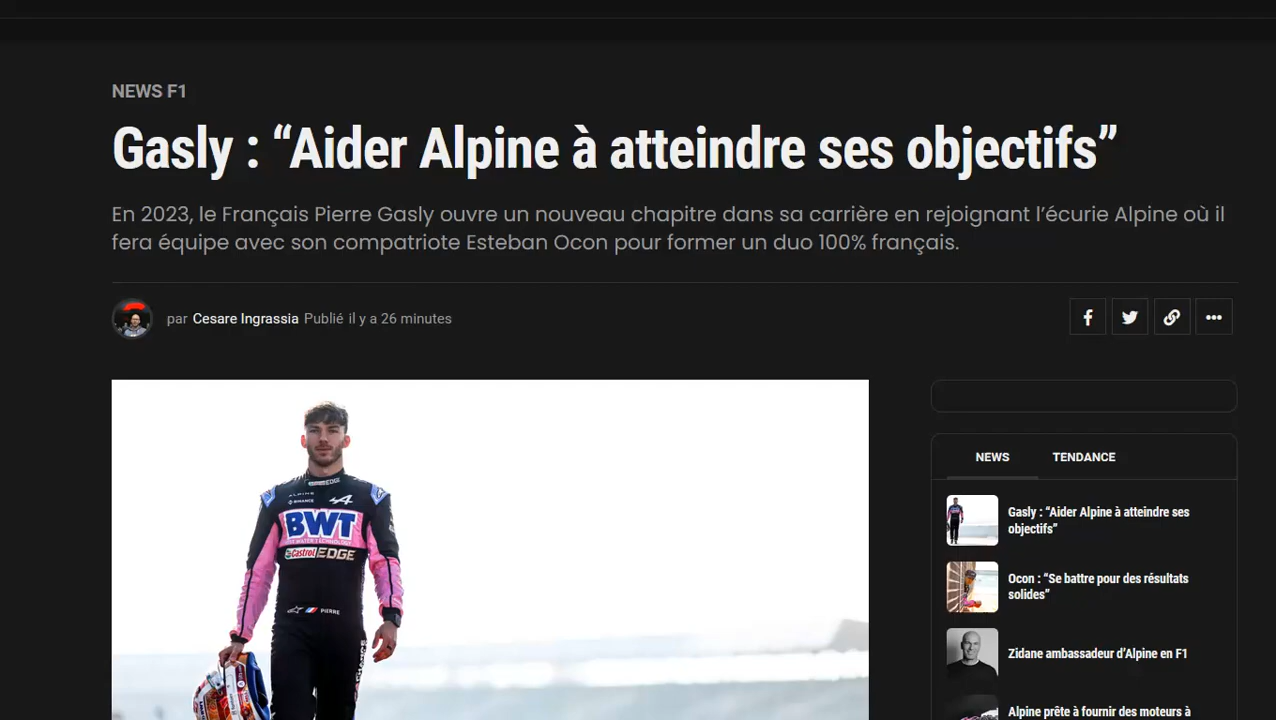 NEWS F1
Gasly : “Aider Alpine à atteindre ses objectifs”
En 2023, le Français Pierre Gasly ouvre un nouveau chapitre dans sa carrière en rejoignant l’écurie Alpine où il
fera équipe avec son compatriote Esteban Ocon pour former un duo 100% français.
par Cesare Ingrassia Publié il y a 26 minutes
NEWS TENDANCE
Gasly : “Aider Alpine à atteindre ses
objectifs”
Ocon : “Se battre pour des résultats
solides”
Zidane ambassadeur d’Alpine en F1
Alpine prête à fournir des moteurs à
EDGE
ALPINE
BINANCE
BWT
Castrol EDGE
PIERRE